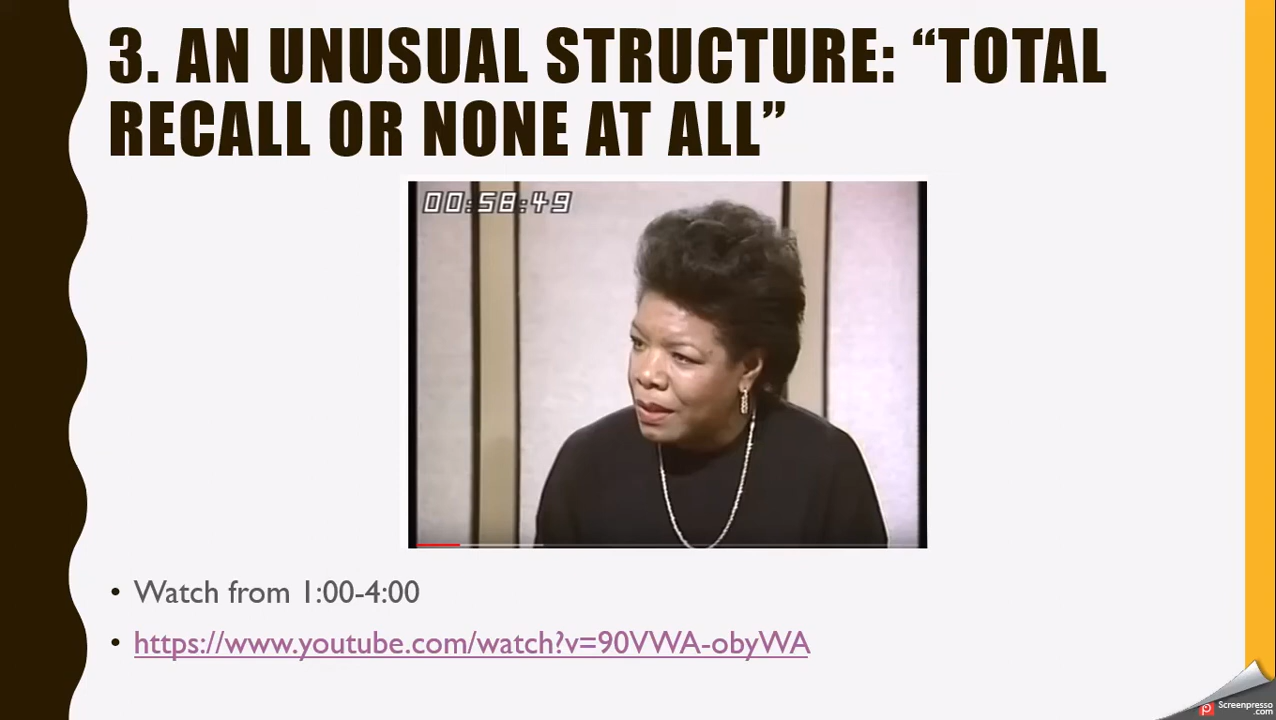 3. AN UNUSUAL STRUCTURE: “TOTAL
RECALL OR NONE AT ALL”
00:58:49
• Watch from 1:00-4:00
• https://www.youtube.com/watch?v=90VWA-obyWA
Screenpresso
.com